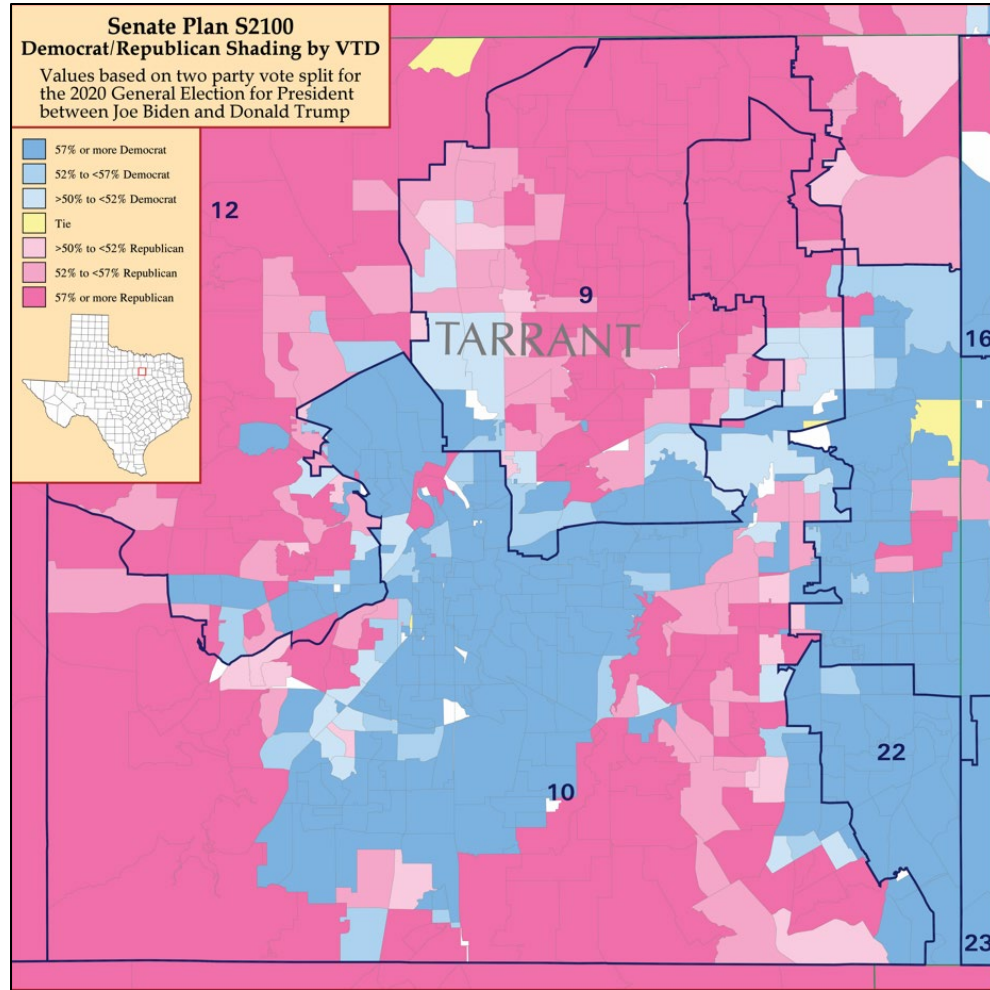 Senate Plan S2100
Democrat/Republican Shading by VTD
Values based on two party vote split for
the 2020 General Election for President
between Joe Biden and Donald Trump
57% or more Democrat
52% to <57% Democrat
>50% to <52% Democrat
Tie
>50% to <52% Republican
52% to <57% Republican
57% or more Republican
12
9
TARRANT
16
22
10
23